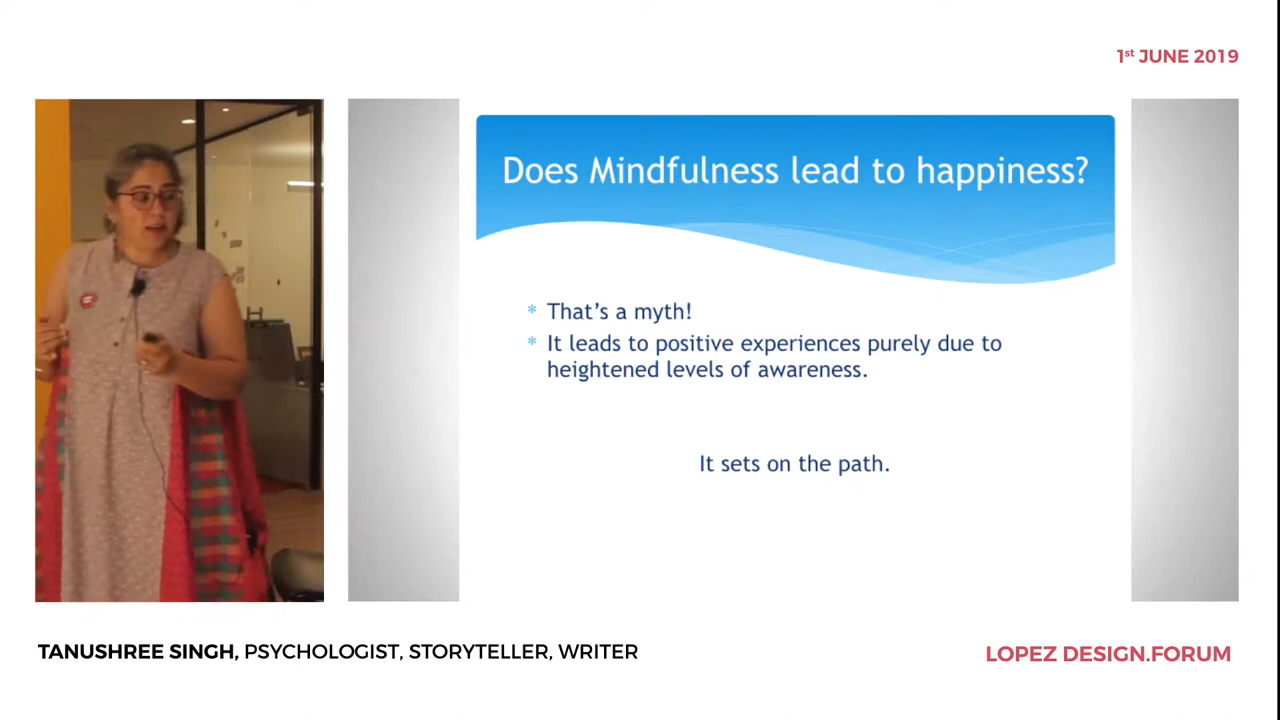 1st JUNE 2019
Does Mindfulness lead to happiness?
* That's a myth!
* It leads to positive experiences purely due to
heightened levels of awareness.
It sets on the path.
TANUSHREE SINGH, PSYCHOLOGIST, STORYTELLER, WRITER
LOPEZ DESIGN.FORUM